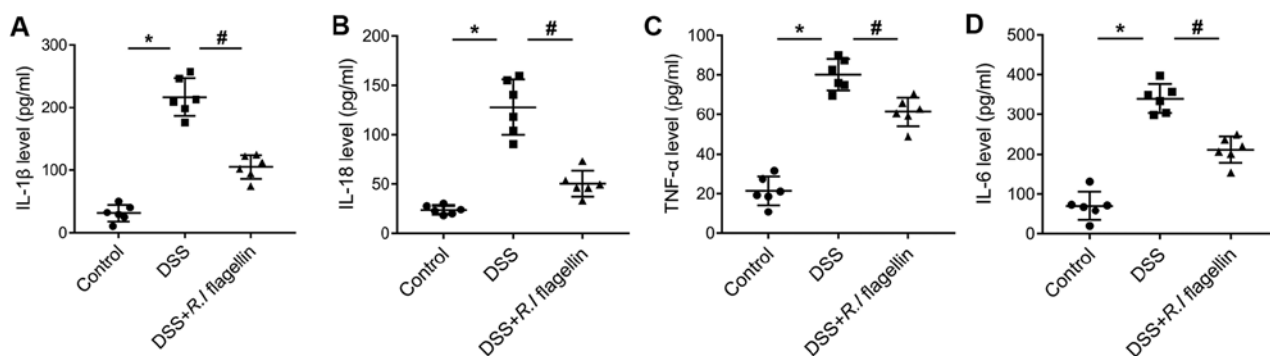 A
IL-1β level (pg/ml)
300
200
100
0
*
#
Control
DSS
DSS+R.I flagellin
B
IL-18 level (pg/ml)
200
150
100
50
0
*
#
Control
DSS
DSS+R.I flagellin
C
TNF-α level (pg/ml)
100
80
60
40
20
0
*
#
Control
DSS
DSS+R.I flagellin
D
IL-6 level (pg/ml)
500
400
300
200
100
0
*
#
Control
DSS
DSS+R.I flagellin